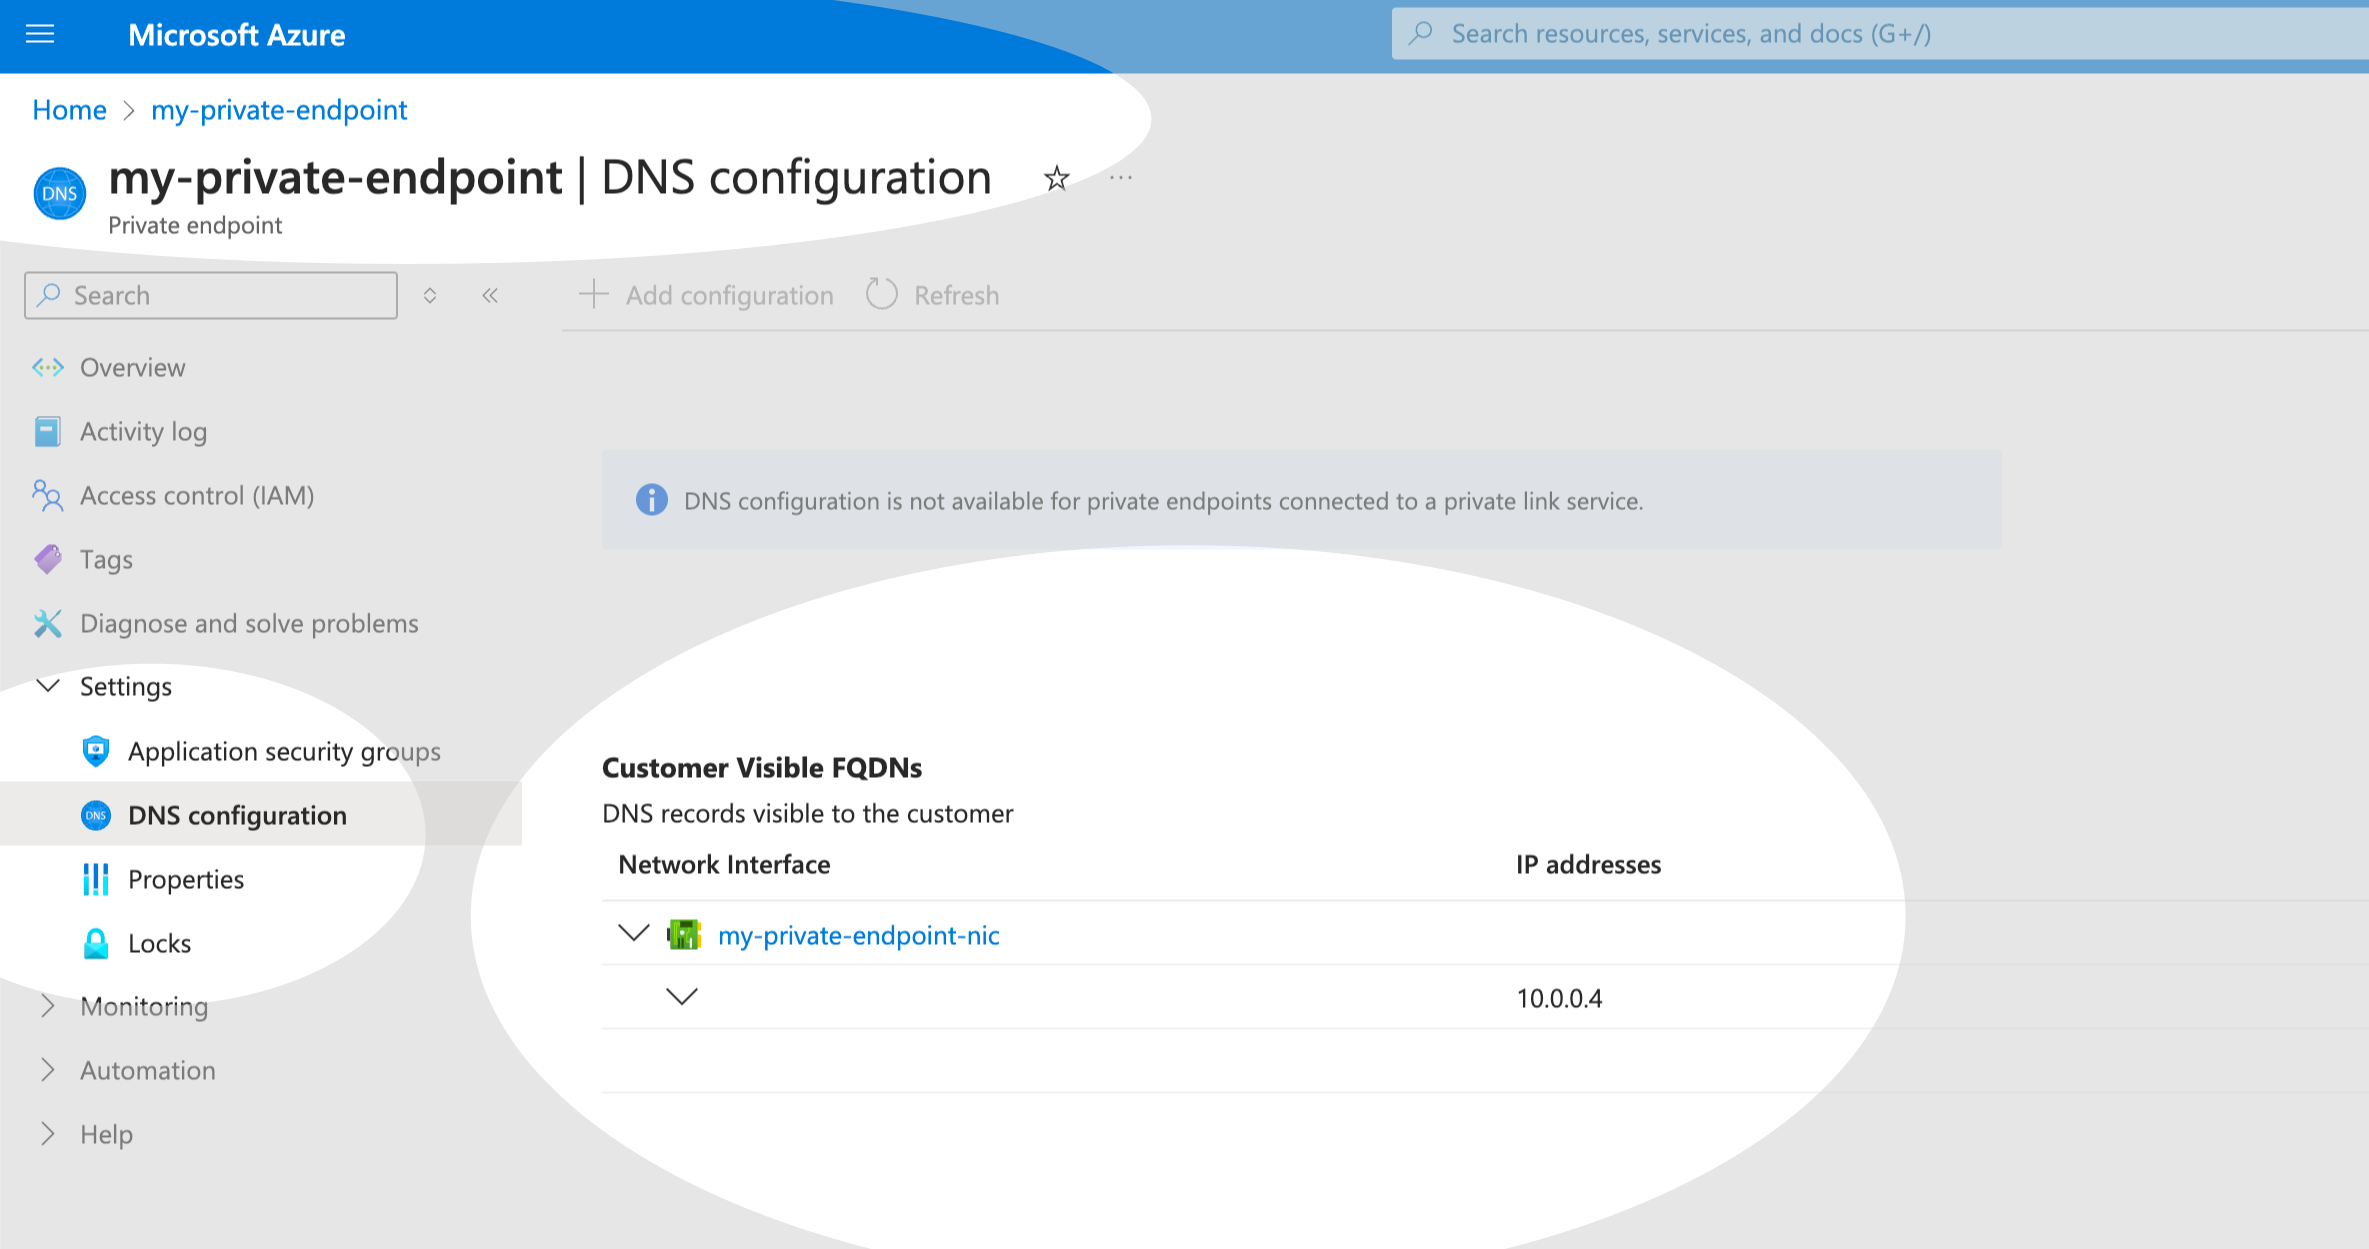 Microsoft Azure
Search resources, services, and docs (G+/)
Home > my-private-endpoint
DNS
my-private-endpoint | DNS configuration
Private endpoint
Search
Add configuration
Refresh
Overview
Activity log
Access control (IAM)
Tags
Diagnose and solve problems
Settings
Application security groups
DNS
DNS configuration
Properties
Locks
Monitoring
Automation
Help
DNS configuration is not available for private endpoints connected to a private link service.
Customer Visible FQDNs
DNS records visible to the customer
Network Interface IP addresses
my-private-endpoint-nic
10.0.0.4